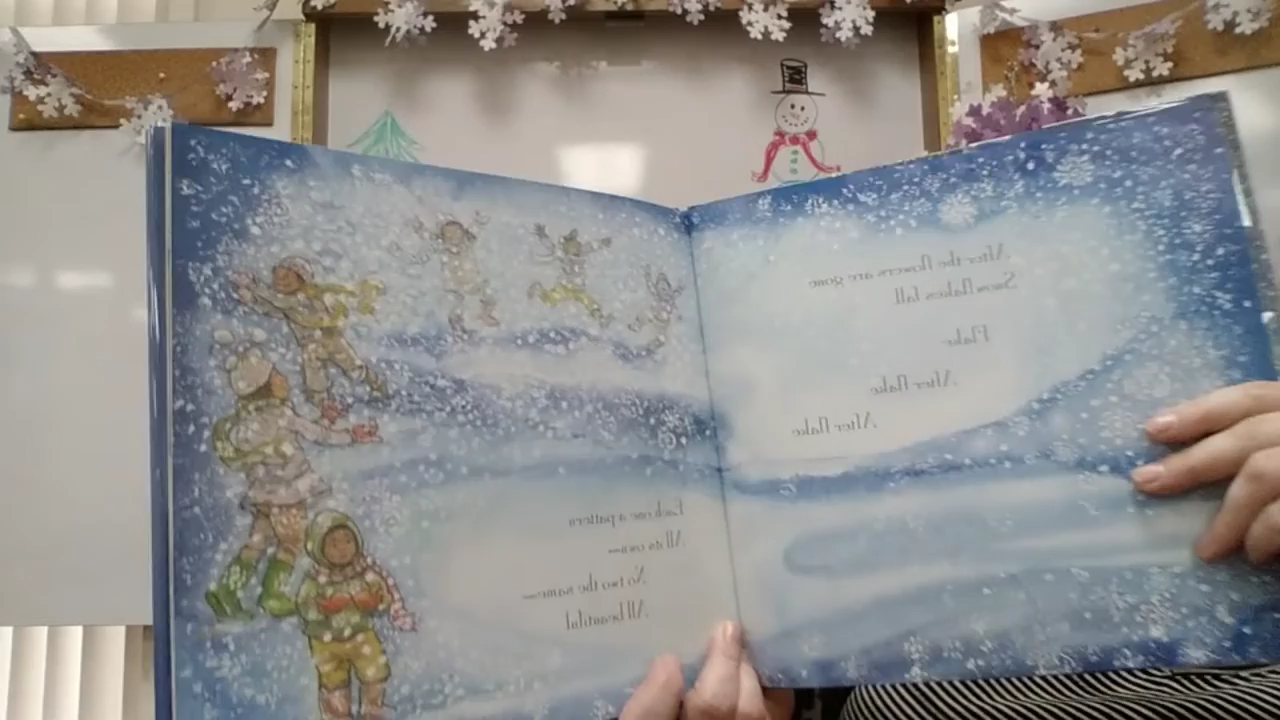 After the flowers are gone
Snowflakes fall
Flake
After flake
After flake
Each one a pattern
All its own—
No two the same—
All beautiful